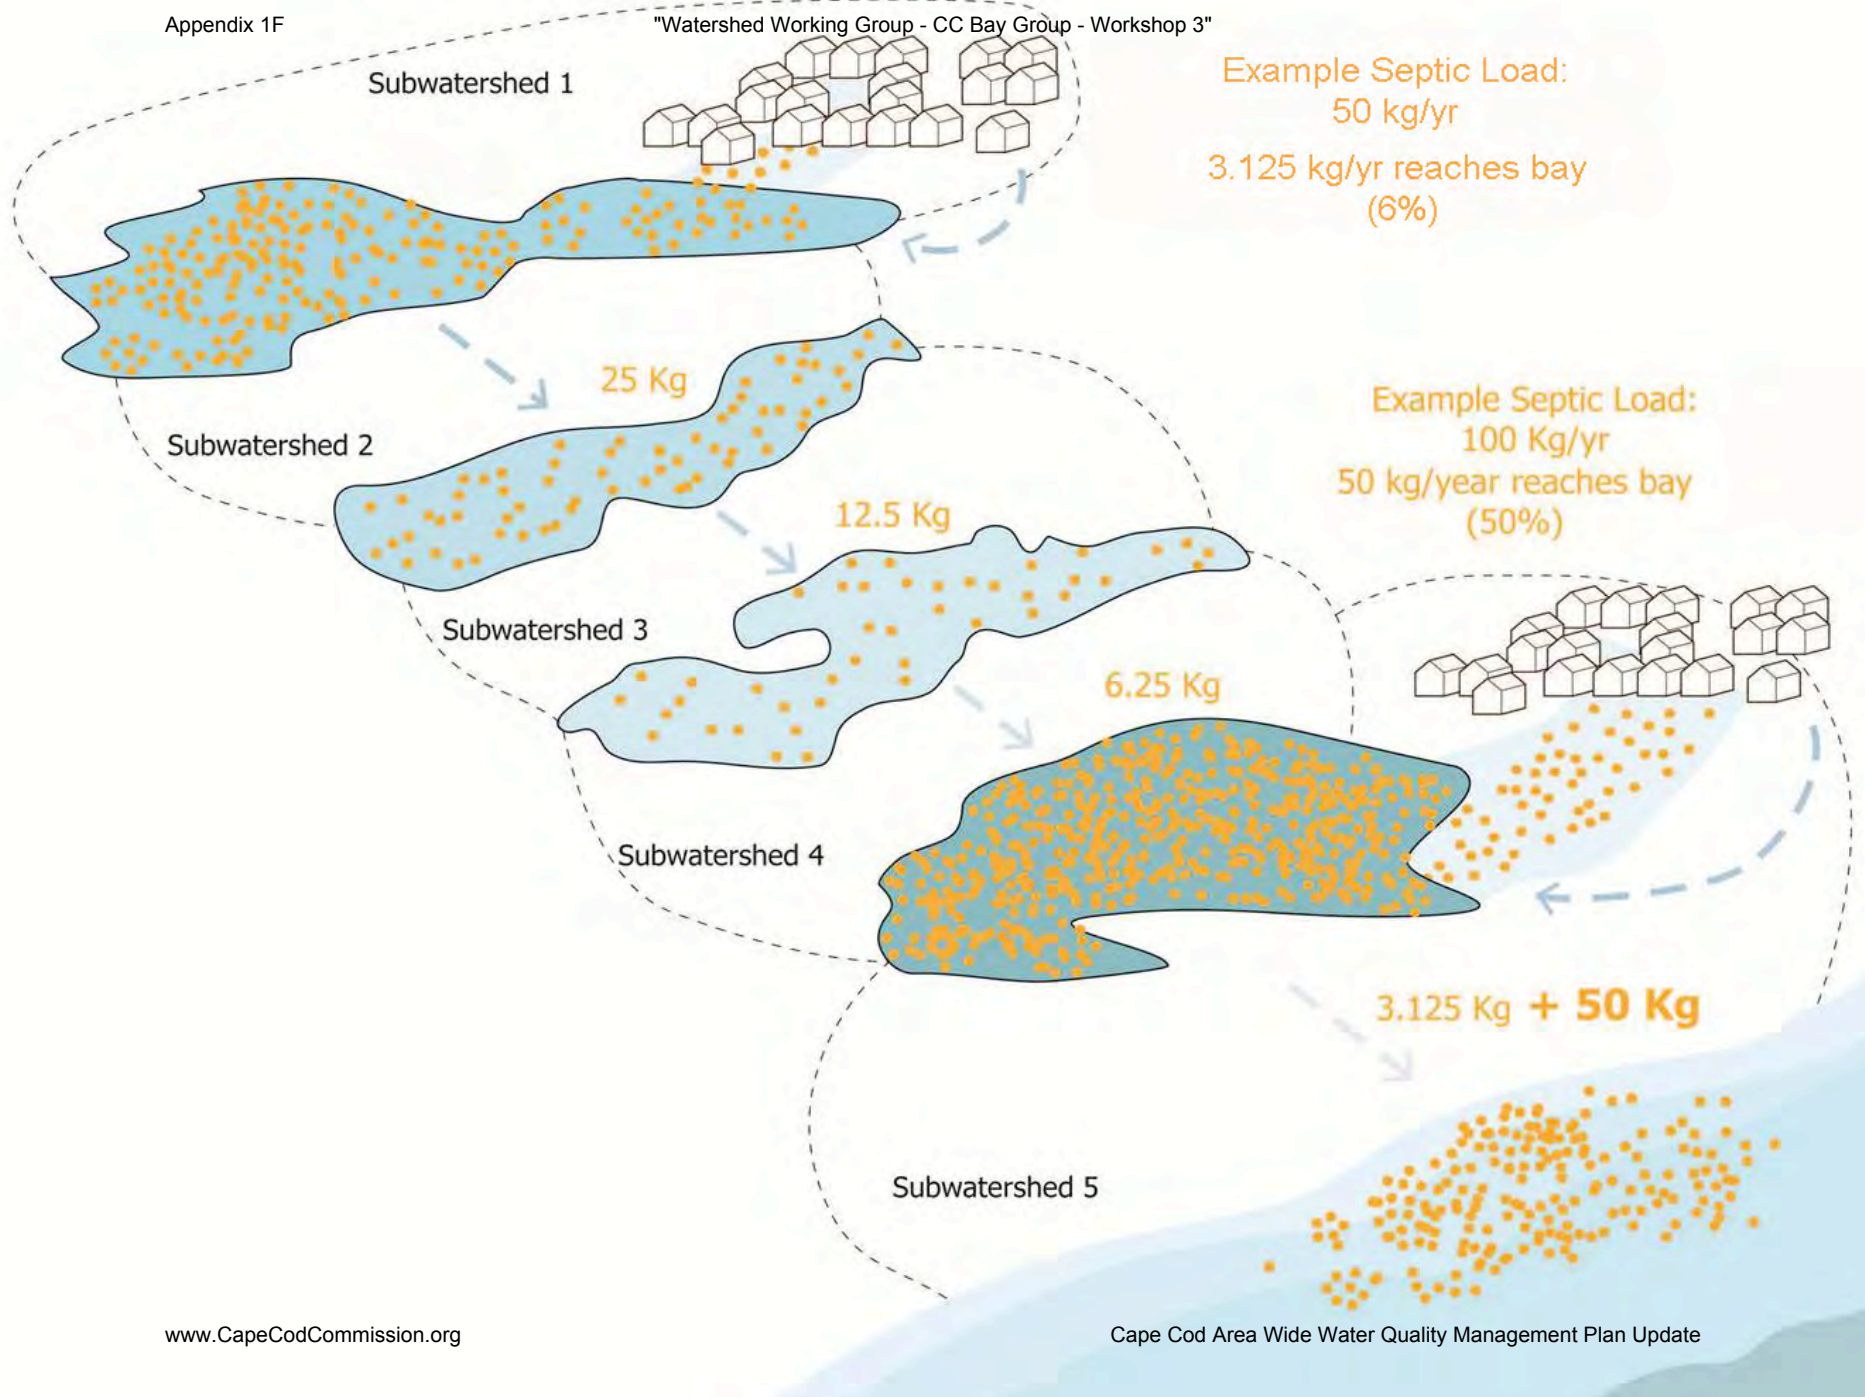 Appendix 1F
"Watershed Working Group - CC Bay Group - Workshop 3"
Subwatershed 1
Example Septic Load:
50 kg/yr
3.125 kg/yr reaches bay
(6%)
25 Kg
Subwatershed 2
Example Septic Load:
100 Kg/yr
50 kg/year reaches bay
(50%)
12.5 Kg
Subwatershed 3
6.25 Kg
Subwatershed 4
3.125 Kg + 50 Kg
Subwatershed 5
www.CapeCodCommission.org
Cape Cod Area Wide Water Quality Management Plan Update